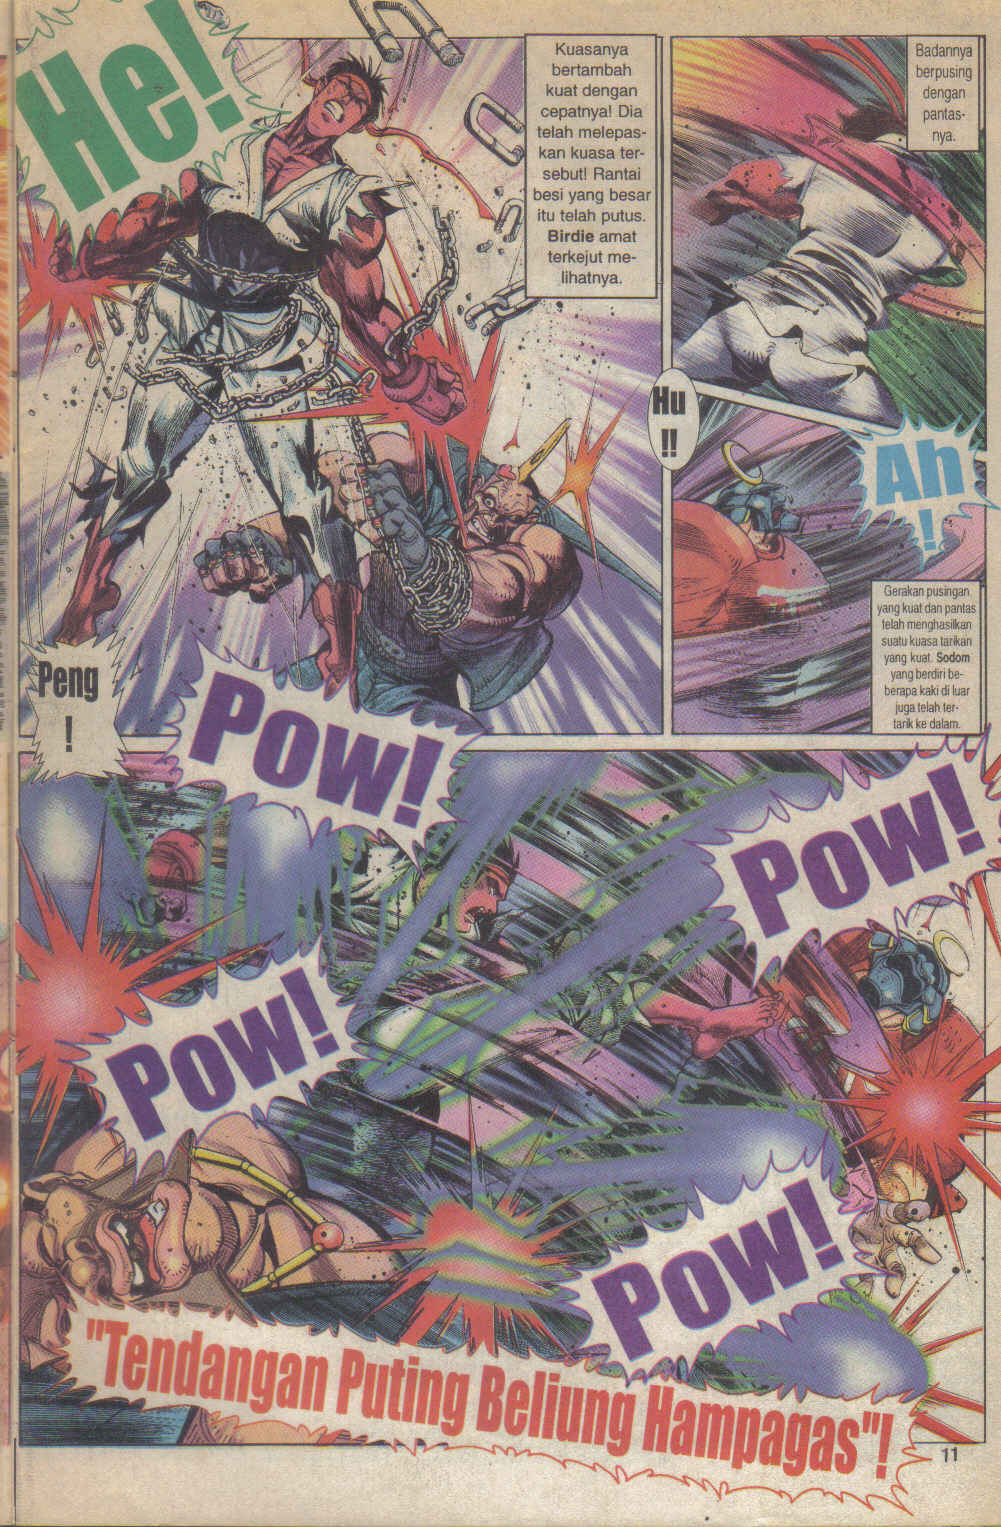 He!
Kuasanya
bertambah
kuat dengan
cepatnya! Dia
telah melepas-
kan kuasa ter-
sebut! Rantai
besi yang besar
itu telah putus.
Birdie amat
terkejut me-
lihatnya.
Badannya
berpusing
dengan
pantas-
nya.
Hu
!!
Ah
!
Gerakan pusingan
yang kuat dan pantas
telah menghasilkan
suatu kuasa tarikan
yang kuat. Sodom
yang berdiri be-
berapa kaki di luar
juga telah ter-
tarik ke dalam.
Peng
!
POW!
POW!
POW!
POW!
"Tendangan Puting Beliung Hampagas"!
11